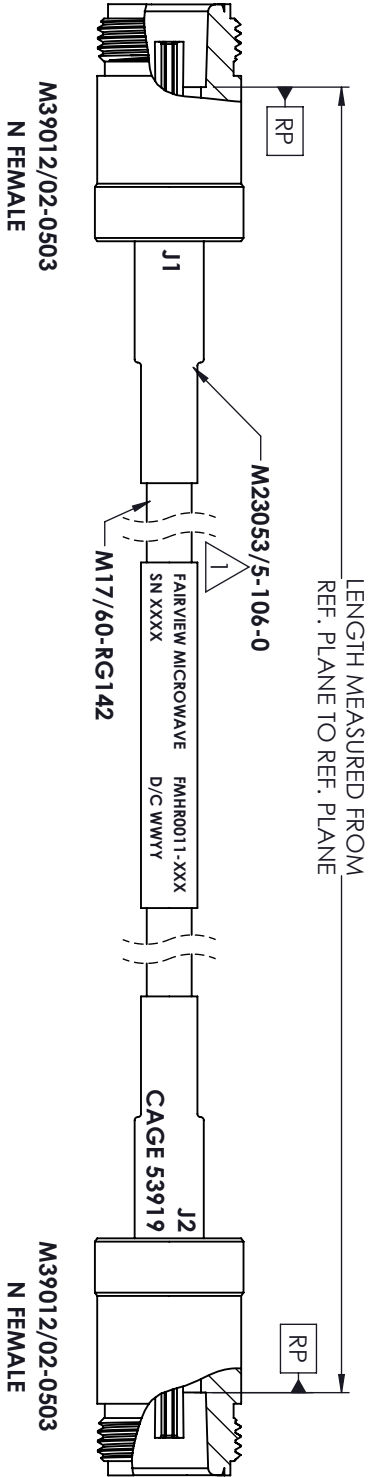 LENGTH MEASURED FROM
REF. PLANE TO REF. PLANE
RP
RP
M23053/5-106-0
1
J1
FAIRVIEW MICROWAVE FMHR0011-XXX
SN XXXX D/C WWYY
J2
CAGE 53919
M17/60-RG142
M39012/02-0503
N FEMALE
M39012/02-0503
N FEMALE